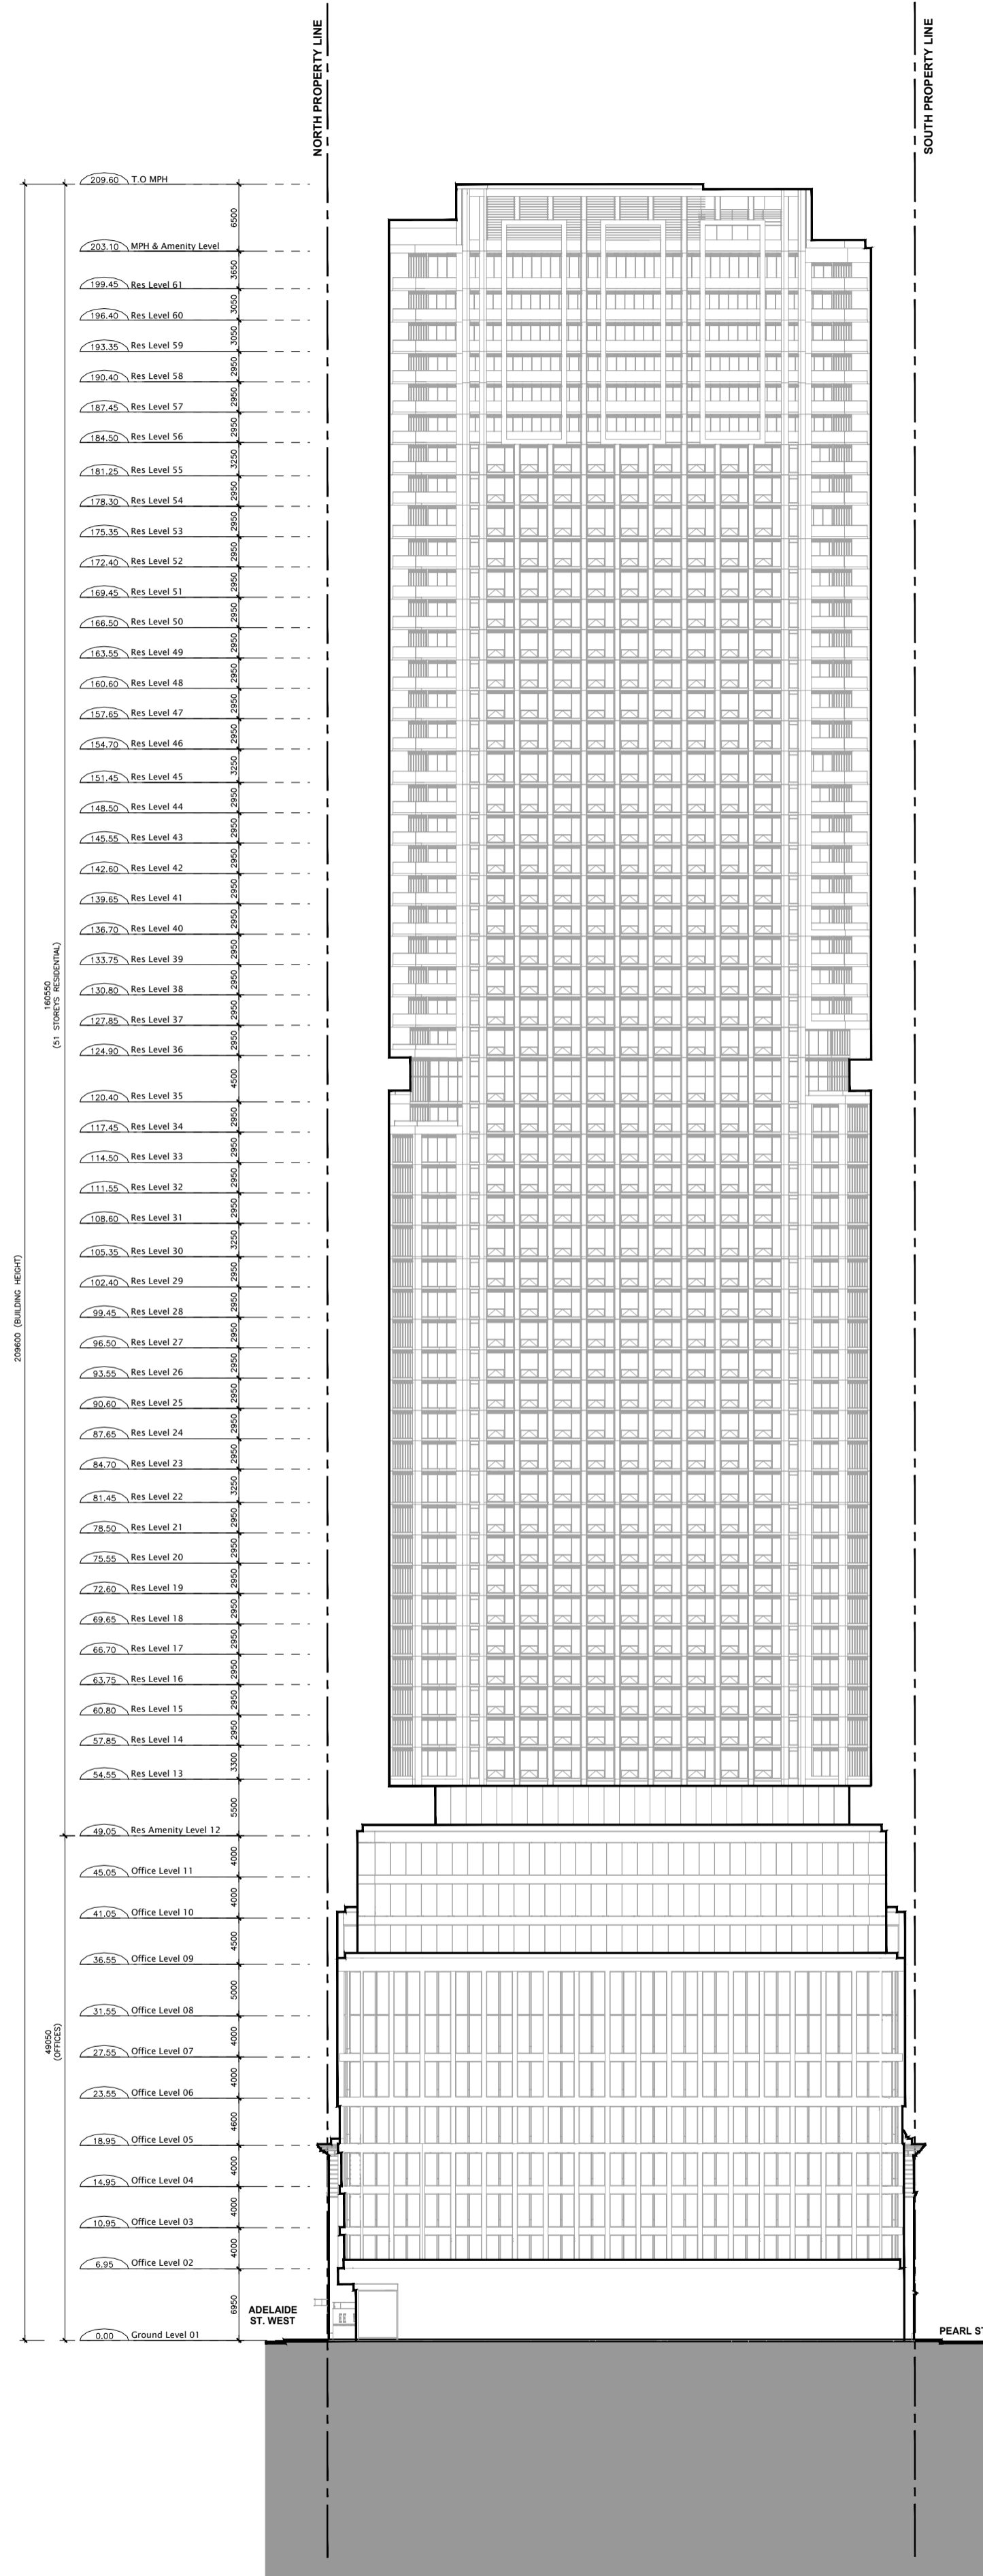 NORTH PROPERTY LINE
SOUTH PROPERTY LINE
209.60 T.O MPH
6500
203.10 MPH & Amenity Level
3650
199.45 Res Level 61
3050
196.40 Res Level 60
3050
193.35 Res Level 59
2950
190.40 Res Level 58
2950
187.45 Res Level 57
2950
184.50 Res Level 56
3250
181.25 Res Level 55
2950
178.30 Res Level 54
2950
175.35 Res Level 53
2950
172.40 Res Level 52
2950
169.45 Res Level 51
2950
166.50 Res Level 50
2950
163.55 Res Level 49
2950
160.60 Res Level 48
2950
157.65 Res Level 47
2950
154.70 Res Level 46
3250
151.45 Res Level 45
2950
148.50 Res Level 44
2950
145.55 Res Level 43
2950
142.60 Res Level 42
2950
139.65 Res Level 41
2950
136.70 Res Level 40
2950
133.75 Res Level 39
2950
130.80 Res Level 38
2950
127.85 Res Level 37
2950
124.90 Res Level 36
4500
120.40 Res Level 35
2950
117.45 Res Level 34
2950
114.50 Res Level 33
2950
111.55 Res Level 32
2950
108.60 Res Level 31
3250
105.35 Res Level 30
2950
102.40 Res Level 29
2950
99.45 Res Level 28
2950
96.50 Res Level 27
2950
93.55 Res Level 26
2950
90.60 Res Level 25
2950
87.65 Res Level 24
2950
84.70 Res Level 23
3250
81.45 Res Level 22
2950
78.50 Res Level 21
2950
75.55 Res Level 20
2950
72.60 Res Level 19
2950
69.65 Res Level 18
2950
66.70 Res Level 17
2950
63.75 Res Level 16
2950
60.80 Res Level 15
2950
57.85 Res Level 14
3300
54.55 Res Level 13
5500
49.05 Res Amenity Level 12
4000
45.05 Office Level 11
4000
41.05 Office Level 10
4500
36.55 Office Level 09
5000
31.55 Office Level 08
4000
27.55 Office Level 07
4000
23.55 Office Level 06
4600
18.95 Office Level 05
4000
14.95 Office Level 04
4000
10.95 Office Level 03
4000
6.95 Office Level 02
6950
0.00 Ground Level 01
209600 (BUILDING HEIGHT)
160550
(51 STOREYS RESIDENTIAL)
49050
(OFFICES)
ADELAIDE
ST. WEST
PEARL ST